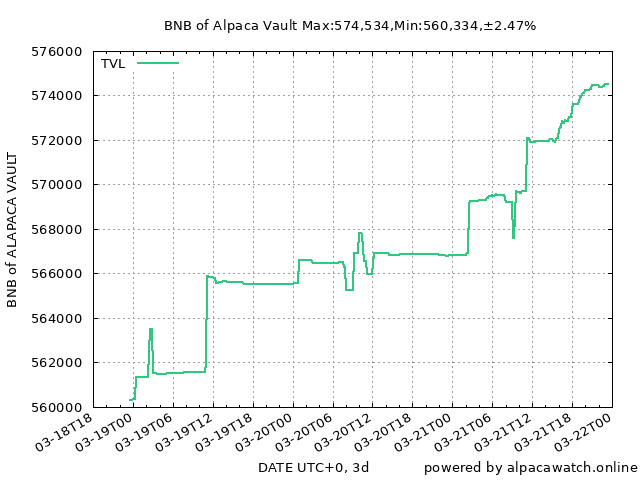 BNB of Alpaca Vault Max:574,534,Min:560,334,±2.47%
TVL
BNB of ALAPACA VAULT
576000
574000
572000
570000
568000
566000
564000
562000
560000
03-18T18
03-19T00
03-19T06
03-19T12
03-19T18
03-20T00
03-20T06
03-20T12
03-20T18
03-21T00
03-21T06
03-21T12
03-21T18
03-22T00
DATE UTC+0, 3d
powered by alpacawatch.online